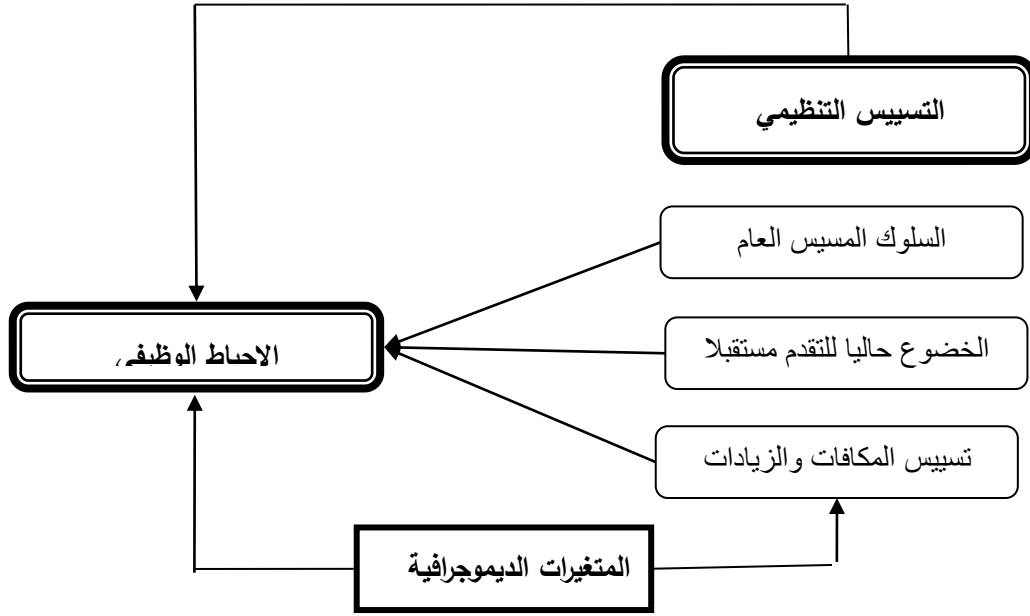 التسييس التنظيمي
السلوك المسيس العام
الخضوع حاليا للتقدم مستقبلا
الاحباط الوظيفي
تسييس المكافات والزيادات
المتغيرات الديموجرافية